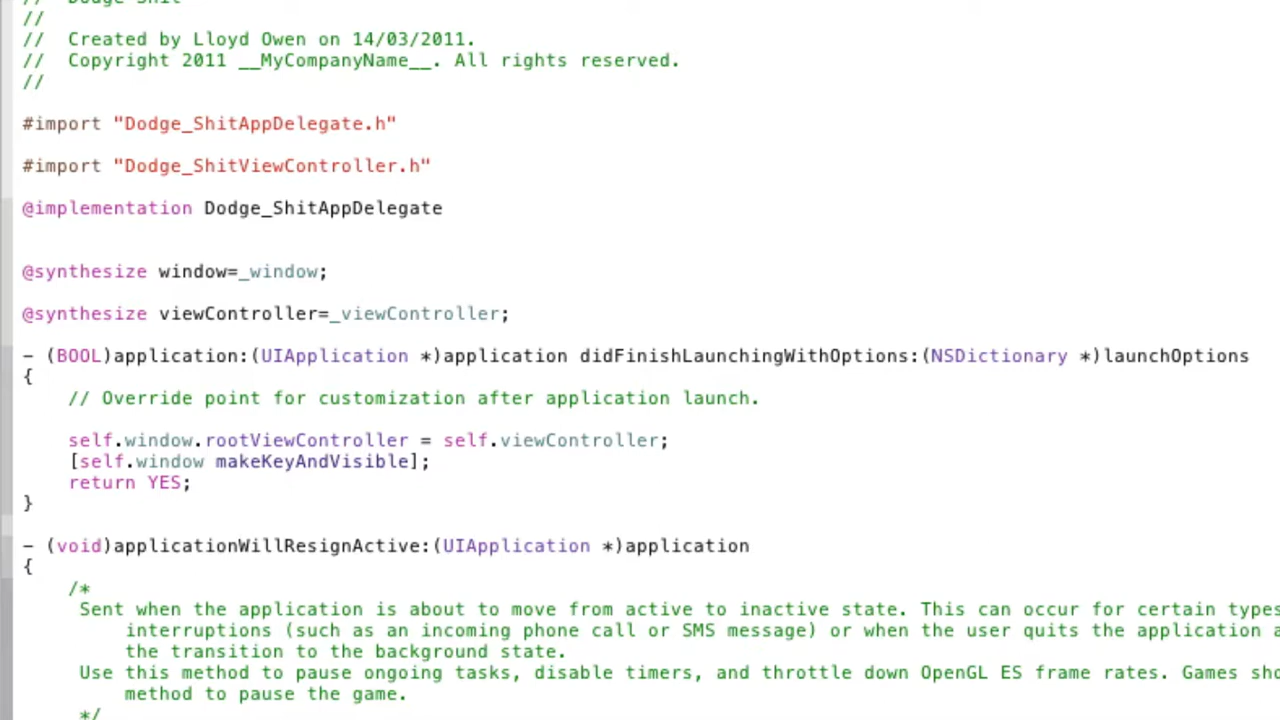 //  Dodge Shit
//
//  Created by Lloyd Owen on 14/03/2011.
//  Copyright 2011 __MyCompanyName__. All rights reserved.
//
#import "Dodge_ShitAppDelegate.h"
#import "Dodge_ShitViewController.h"
@implementation Dodge_ShitAppDelegate
@synthesize window=_window;
@synthesize viewController=_viewController;
- (BOOL)application:(UIApplication *)application didFinishLaunchingWithOptions:(NSDictionary *)launchOptions
{
    // Override point for customization after application launch.
    self.window.rootViewController = self.viewController;
    [self.window makeKeyAndVisible];
    return YES;
}
- (void)applicationWillResignActive:(UIApplication *)application
{
    /*
     Sent when the application is about to move from active to inactive state. This can occur for certain types
         interruptions (such as an incoming phone call or SMS message) or when the user quits the application a
         the transition to the background state.
     Use this method to pause ongoing tasks, disable timers, and throttle down OpenGL ES frame rates. Games sho
         method to pause the game.
     */